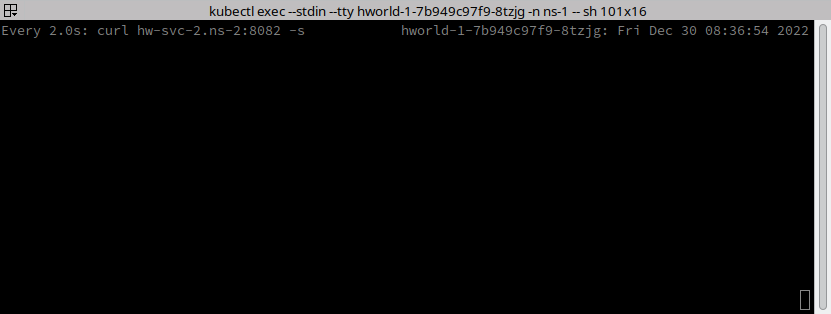 kubectl exec --stdin --tty hworld-1-7b949c97f9-8tzjg -n ns-1 -- sh 101x16
Every 2.0s: curl hw-svc-2.ns-2:8082 -s hworld-1-7b949c97f9-8tzjg: Fri Dec 30 08:36:54 2022